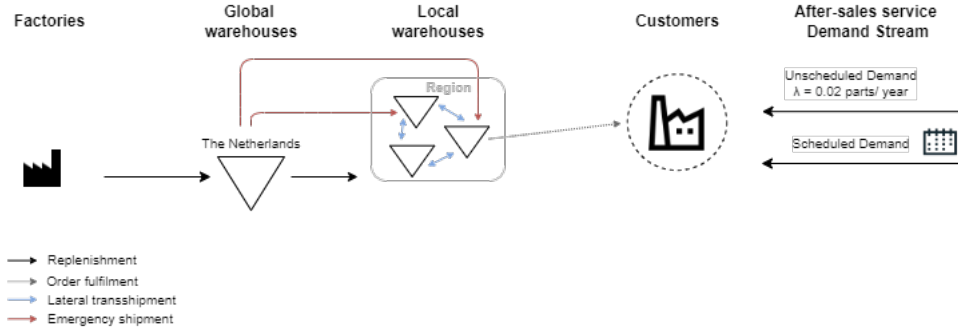 Factories
Global
warehouses
Local
warehouses
Customers
After-sales service
Demand Stream
Region
Unscheduled Demand
λ = 0.02 parts/ year
The Netherlands
Scheduled Demand
Replenishment
Order fulfilment
Lateral transshipment
Emergency shipment